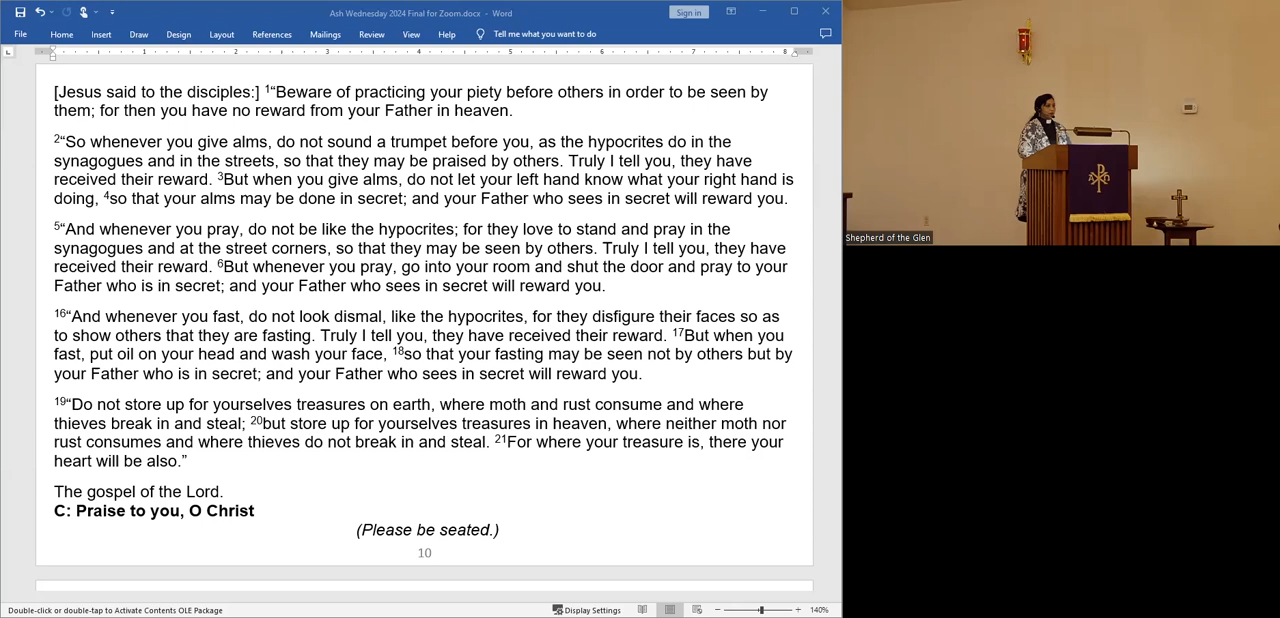 Ash Wednesday 2024 Final for Zoom.docx - Word
Sign in
File Home Insert Draw Design Layout References Mailings Review View Help Tell me what you want to do
1 2 3 4 5 6 7 8
[Jesus said to the disciples:] 1“Beware of practicing your piety before others in order to be seen by
them; for then you have no reward from your Father in heaven.
2“So whenever you give alms, do not sound a trumpet before you, as the hypocrites do in the
synagogues and in the streets, so that they may be praised by others. Truly I tell you, they have
received their reward. 3But when you give alms, do not let your left hand know what your right hand is
doing, 4so that your alms may be done in secret; and your Father who sees in secret will reward you.
5“And whenever you pray, do not be like the hypocrites; for they love to stand and pray in the
synagogues and at the street corners, so that they may be seen by others. Truly I tell you, they have
received their reward. 6But whenever you pray, go into your room and shut the door and pray to your
Father who is in secret; and your Father who sees in secret will reward you.
16“And whenever you fast, do not look dismal, like the hypocrites, for they disfigure their faces so as
to show others that they are fasting. Truly I tell you, they have received their reward. 17But when you
fast, put oil on your head and wash your face, 18so that your fasting may be seen not by others but by
your Father who is in secret; and your Father who sees in secret will reward you.
19“Do not store up for yourselves treasures on earth, where moth and rust consume and where
thieves break in and steal; 20but store up for yourselves treasures in heaven, where neither moth nor
rust consumes and where thieves do not break in and steal. 21For where your treasure is, there your
heart will be also.”
The gospel of the Lord.
C: Praise to you, O Christ
(Please be seated.)
10
Double-click or double-tap to Activate Contents OLE Package
Display Settings
140%
Shepherd of the Glen